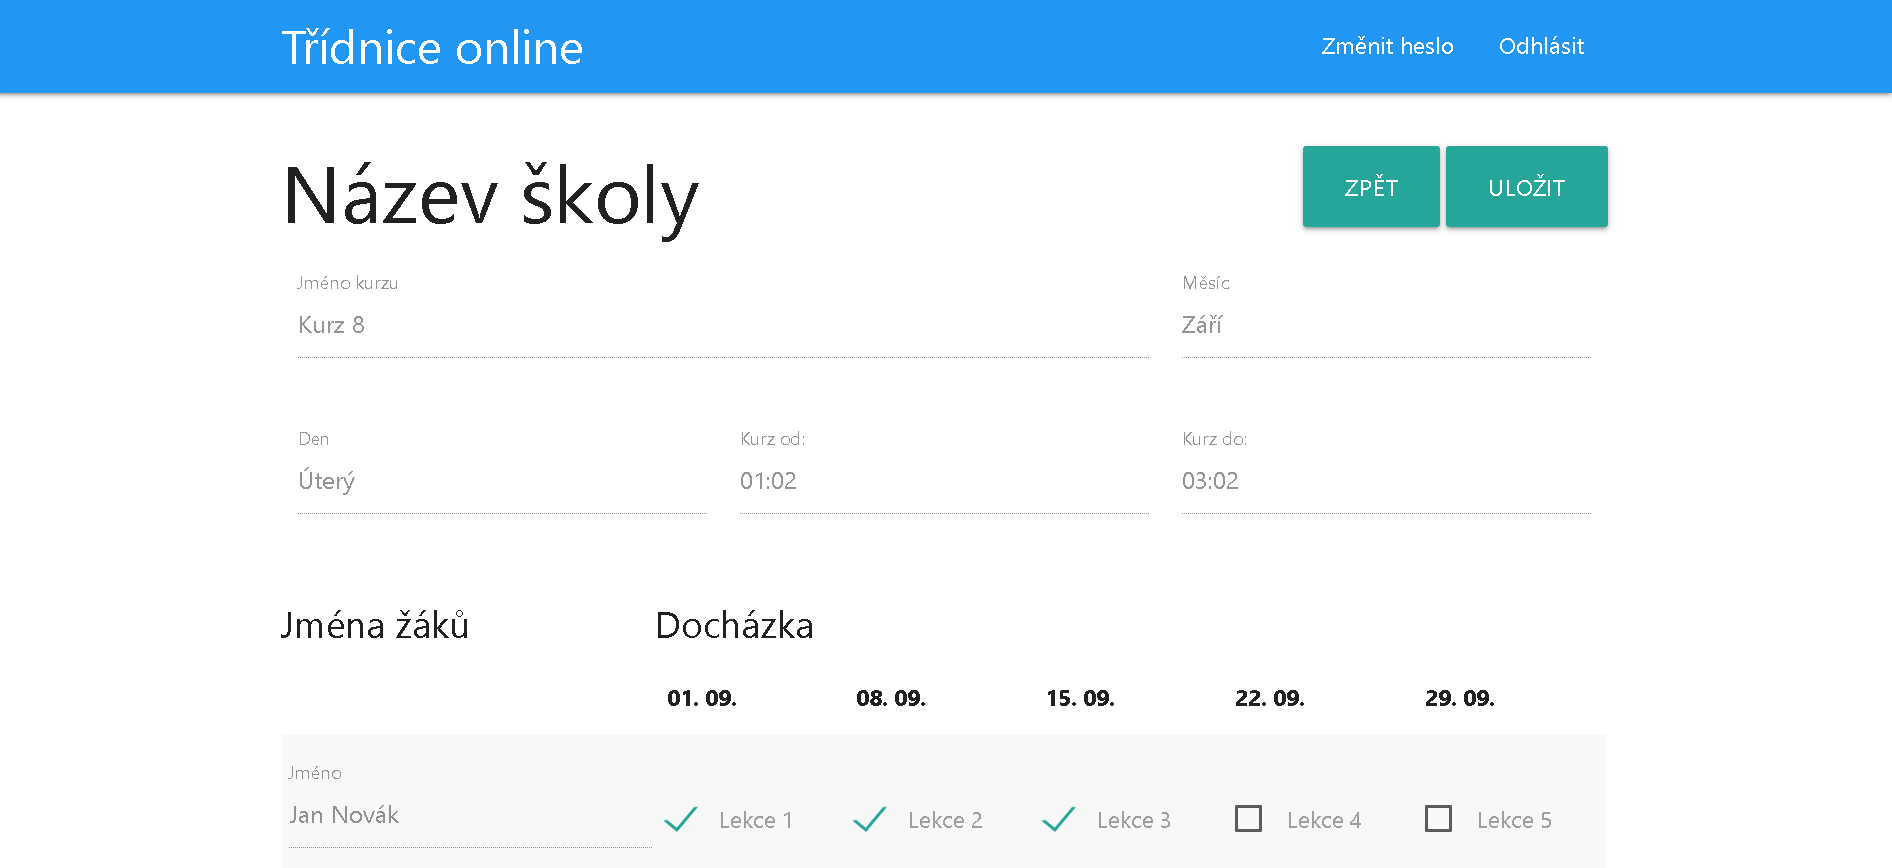 Třídnice online
Změnit heslo
Odhlásit
Název školy
ZPĚT
ULOŽIT
Jméno kurzu
Měsíc
Kurz 8
Září
Den
Kurz od:
Kurz do:
Úterý
01:02
03:02
Jména žáků
Docházka
01. 09.
08. 09.
15. 09.
22. 09.
29. 09.
Jméno
Jan Novák
Lekce 1
Lekce 2
Lekce 3
Lekce 4
Lekce 5